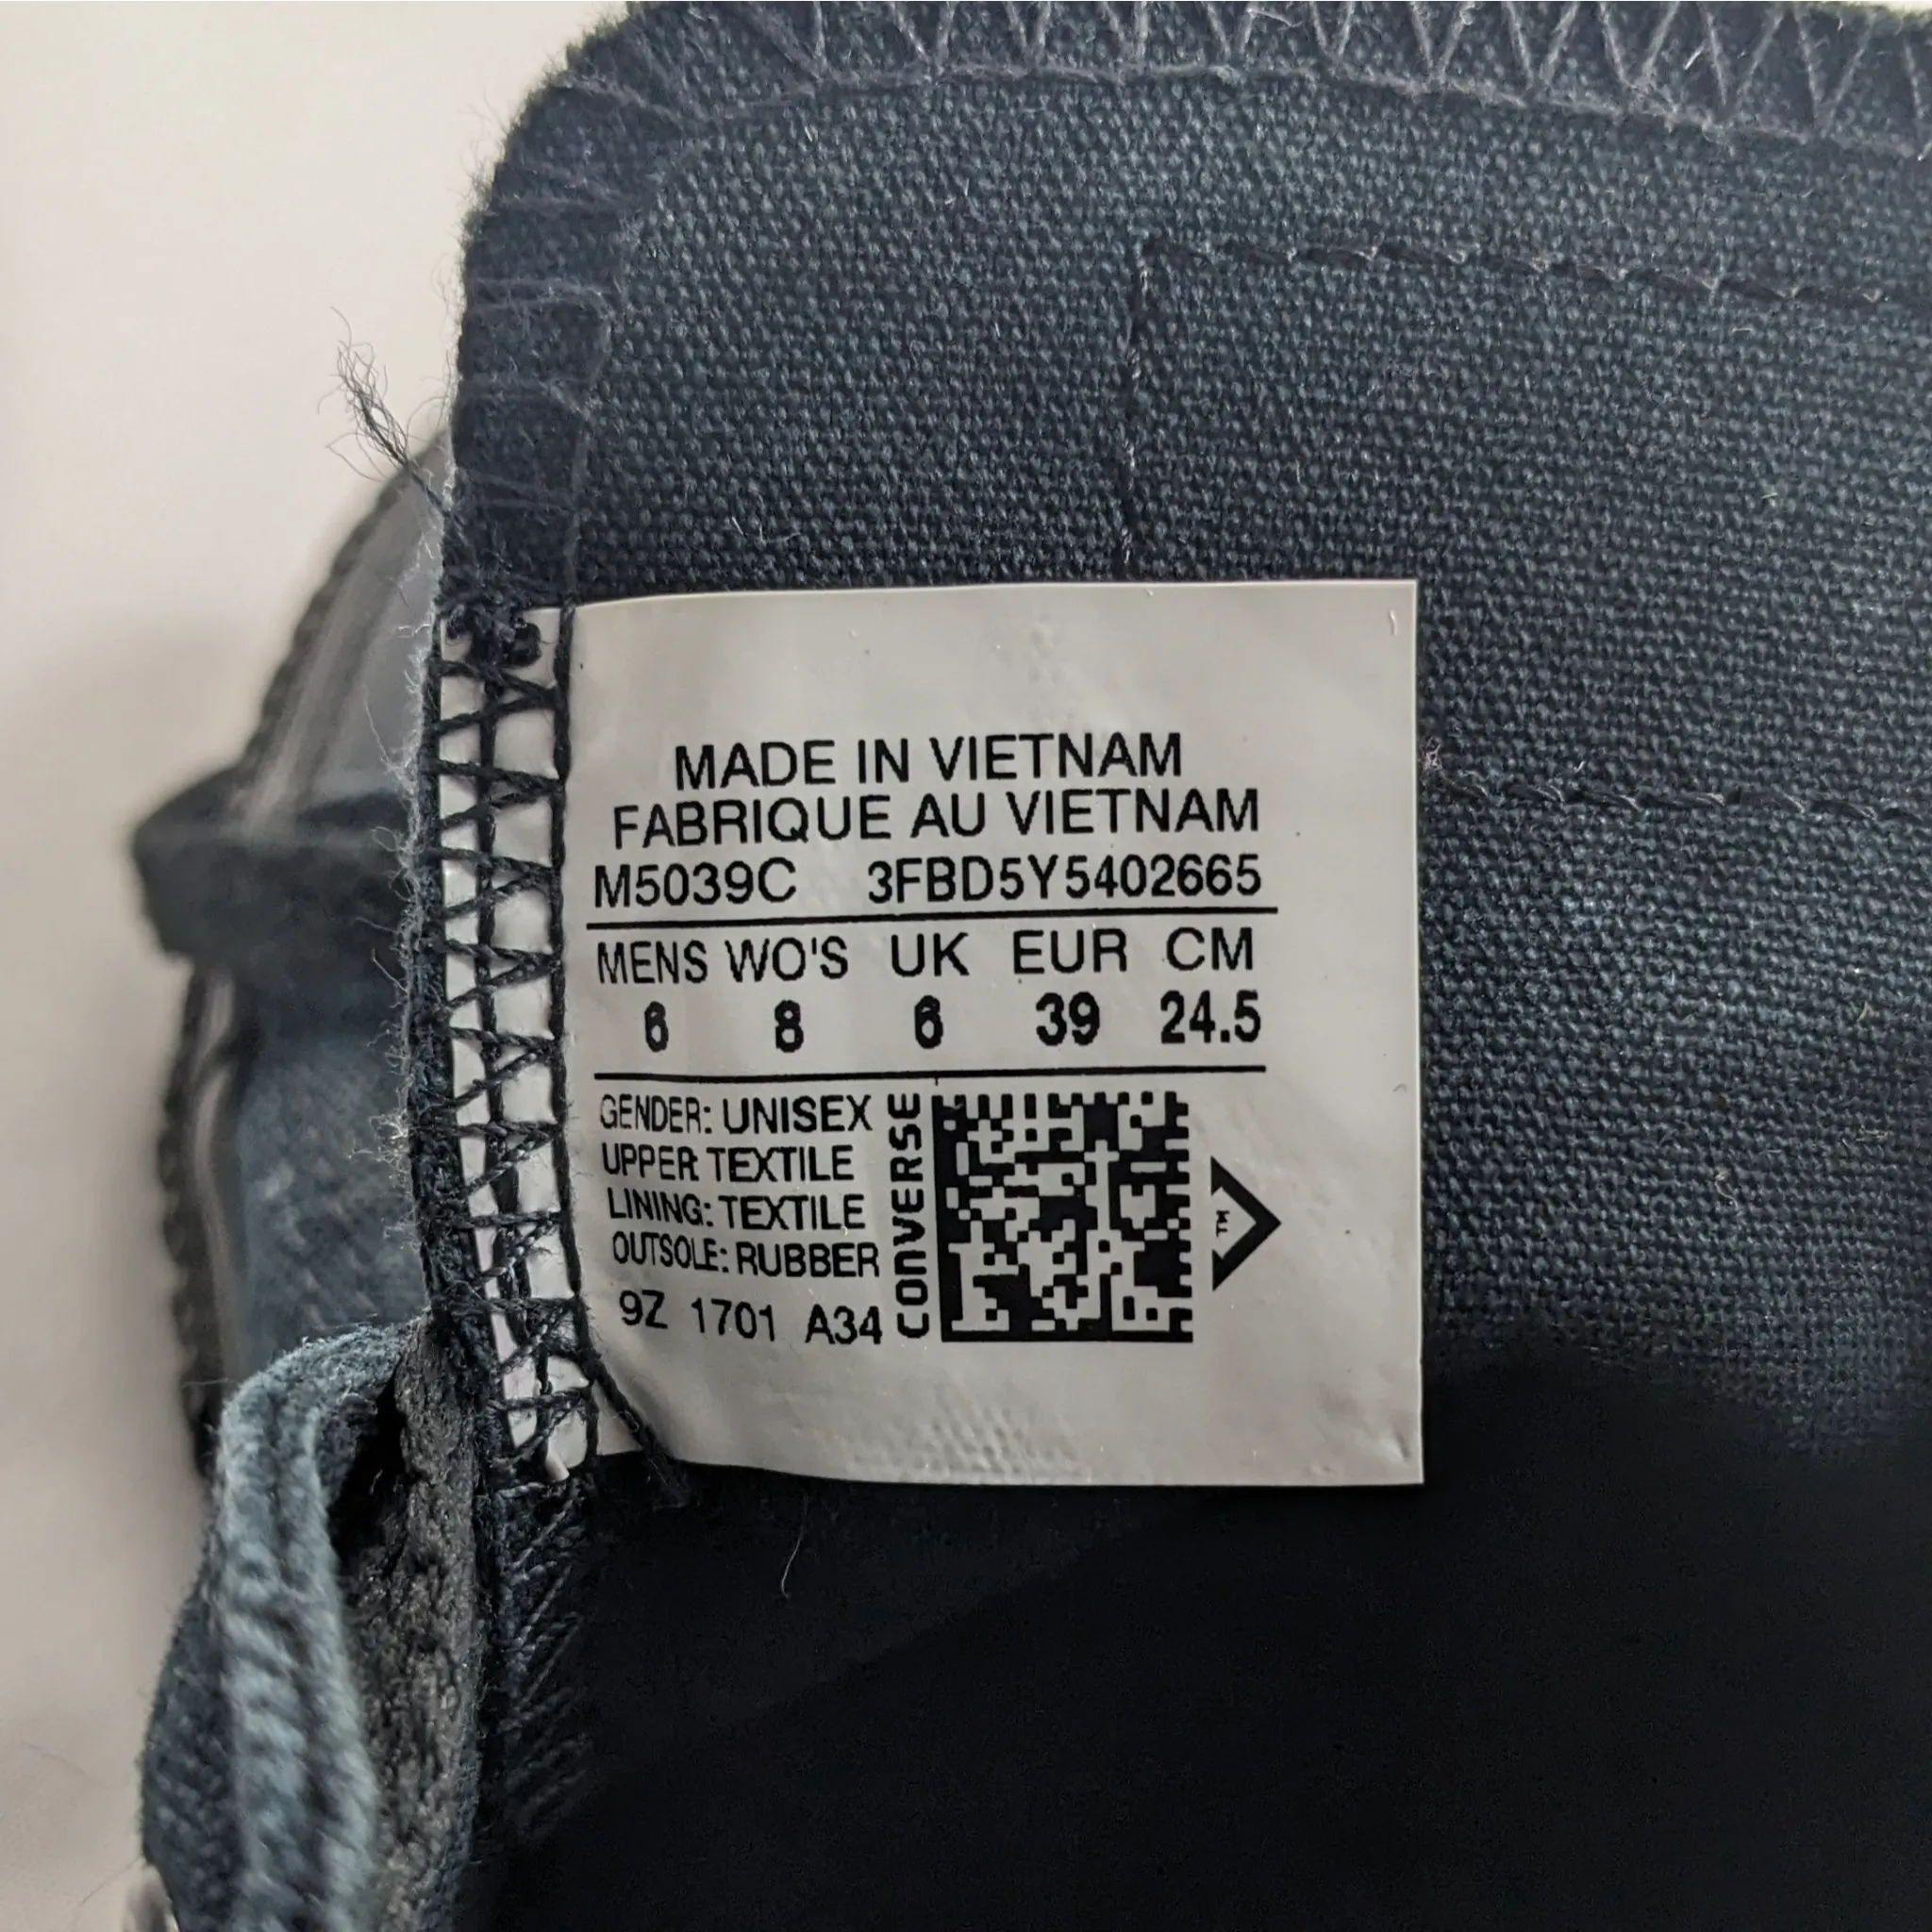 MADE IN VIETNAM
FABRIQUE AU VIETNAM
M5039C 3FBD5Y5402665
MENS WO'S UK EUR CM
6 8 6 39 24.5
GENDER: UNISEX
UPPER: TEXTILE
LINING: TEXTILE
OUTSOLE: RUBBER
9Z 1701 A34
CONVERSE
TM